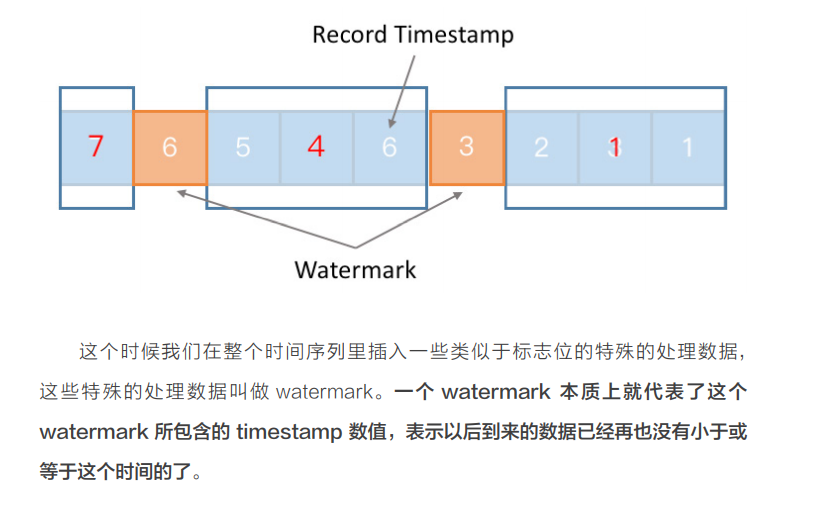 Record Timestamp
7 6 5 4 6 3 2 1 1
Watermark
这个时候我们在整个时间序列里插入一些类似于标志位的特殊的处理数据,
这些特殊的处理数据叫做 watermark。一个 watermark 本质上就代表了这个
watermark 所包含的 timestamp 数值，表示以后到来的数据已经再也没有小于或
等于这个时间的了。